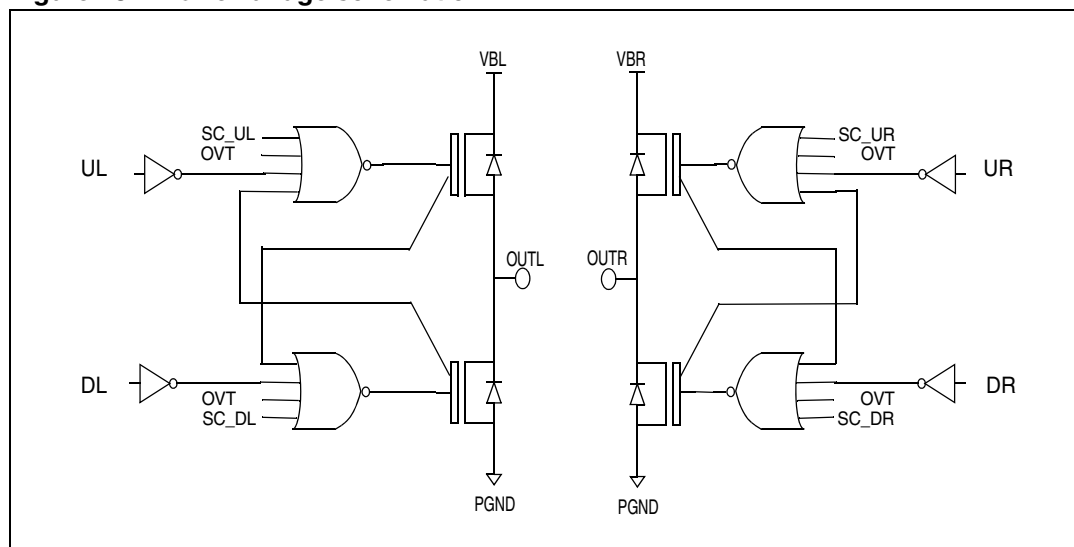 VBL VBR
SC_UL SC_UR
OVT OVT
UL UR
OUTL OUTR
DL DR
OVT OVT
SC_DL SC_DR
PGND PGND